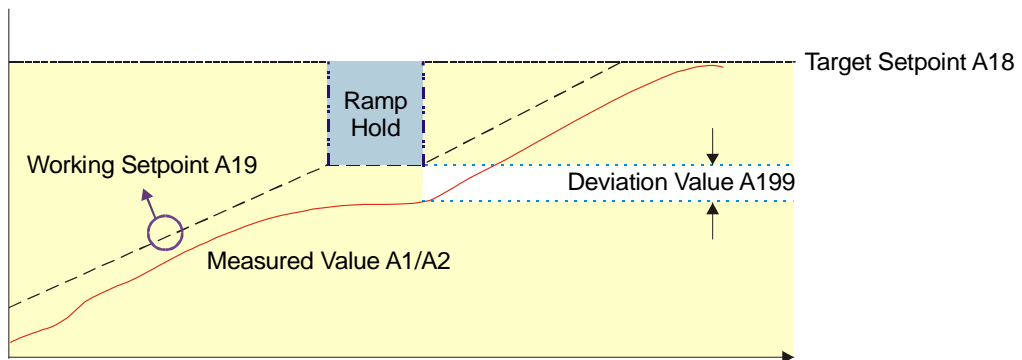 Target Setpoint A18
Ramp
Hold
Working Setpoint A19
Deviation Value A199
Measured Value A1/A2